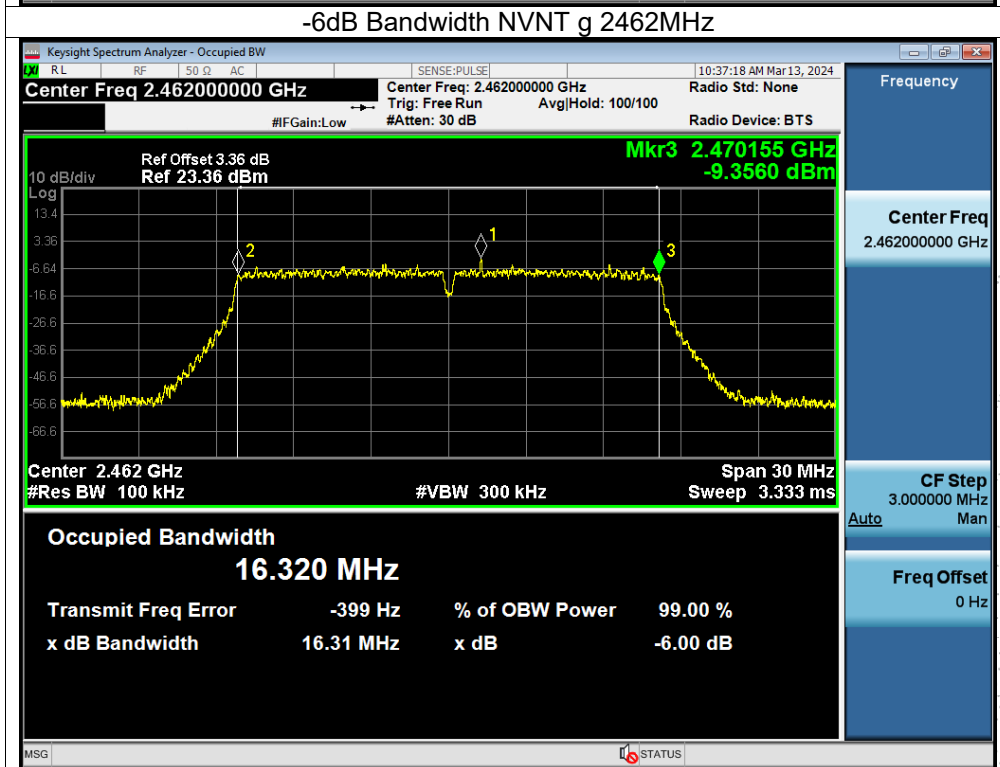 -6dB Bandwidth NVNT g 2462MHz
Keysight Spectrum Analyzer - Occupied BW
LXI RL RF 50 Ω AC SENSE:PULSE 10:37:18 AM Mar 13, 2024
Center Freq 2.462000000 GHz Center Freq: 2.462000000 GHz Radio Std: None
Trig: Free Run Avg|Hold: 100/100
#IFGain:Low #Atten: 30 dB Radio Device: BTS
Frequency
Mkr3 2.470155 GHz
-9.3560 dBm
Ref Offset 3.36 dB
10 dB/div Ref 23.36 dBm
Log
13.4
3.36
-6.64
-16.6
-26.6
-36.6
-46.6
-56.6
-66.6
2
1
3
Center 2.462 GHz Span 30 MHz
#Res BW 100 kHz #VBW 300 kHz Sweep 3.333 ms
Occupied Bandwidth
16.320 MHz
Transmit Freq Error -399 Hz % of OBW Power 99.00 %
x dB Bandwidth 16.31 MHz x dB -6.00 dB
Center Freq
2.462000000 GHz
CF Step
3.000000 MHz
Auto Man
Freq Offset
0 Hz
MSG STATUS